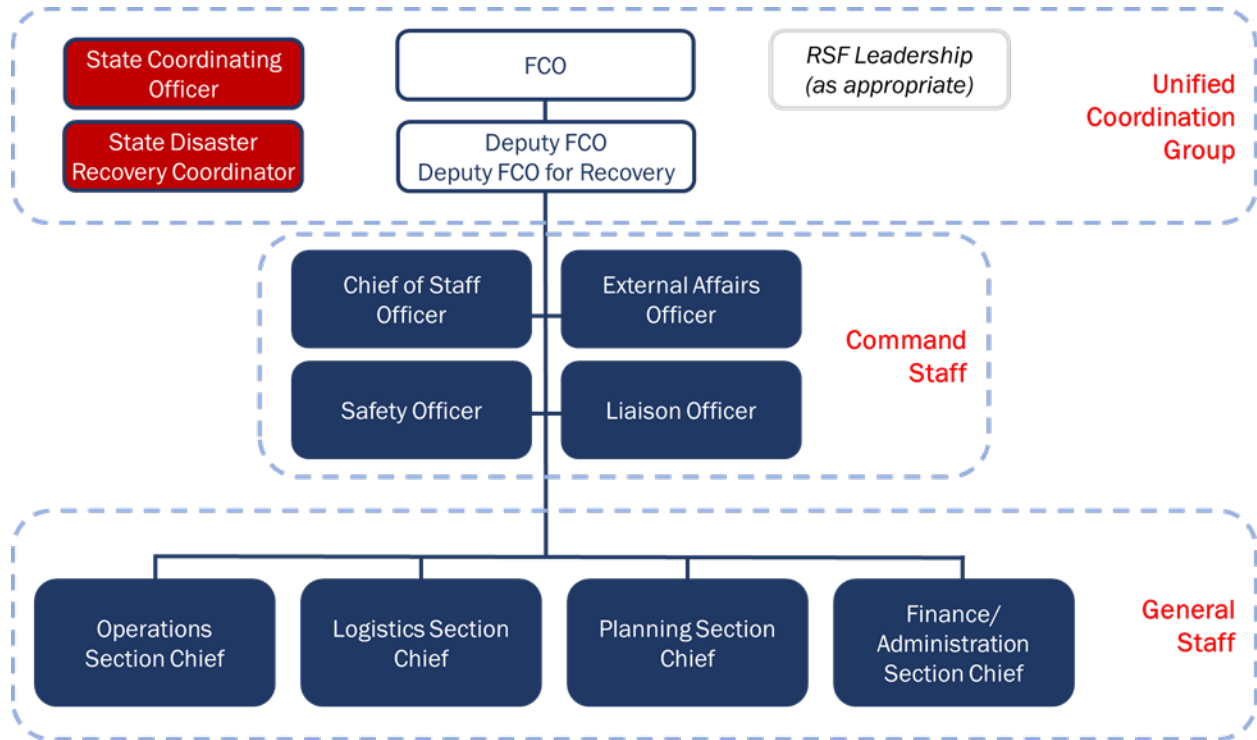 State Coordinating
Officer
FCO
RSF Leadership
(as appropriate)
Unified
Coordination
Group
State Disaster
Recovery Coordinator
Deputy FCO
Deputy FCO for Recovery
Chief of Staff
Officer
External Affairs
Officer
Command
Staff
Safety Officer
Liaison Officer
Operations
Section Chief
Logistics Section
Chief
Planning Section
Chief
Finance/
Administration
Section Chief
General
Staff